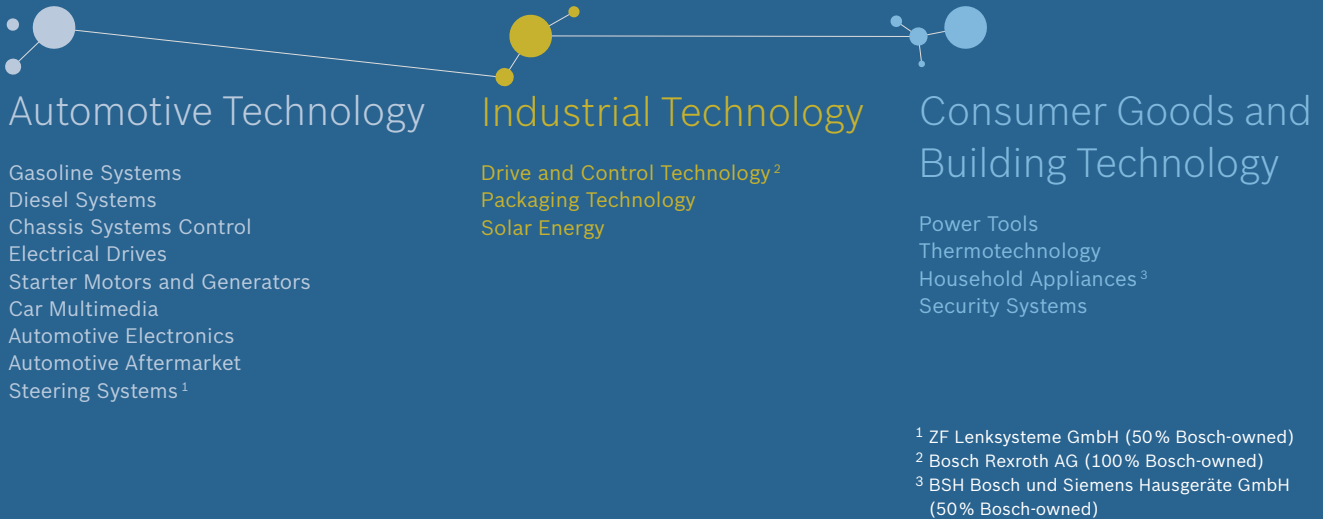 Automotive Technology
Gasoline Systems
Diesel Systems
Chassis Systems Control
Electrical Drives
Starter Motors and Generators
Car Multimedia
Automotive Electronics
Automotive Aftermarket
Steering Systems ¹
Industrial Technology
Drive and Control Technology ²
Packaging Technology
Solar Energy
Consumer Goods and
Building Technology
Power Tools
Thermotechnology
Household Appliances ³
Security Systems
¹ ZF Lenksysteme GmbH (50% Bosch-owned)
² Bosch Rexroth AG (100% Bosch-owned)
³ BSH Bosch und Siemens Hausgeräte GmbH
(50% Bosch-owned)